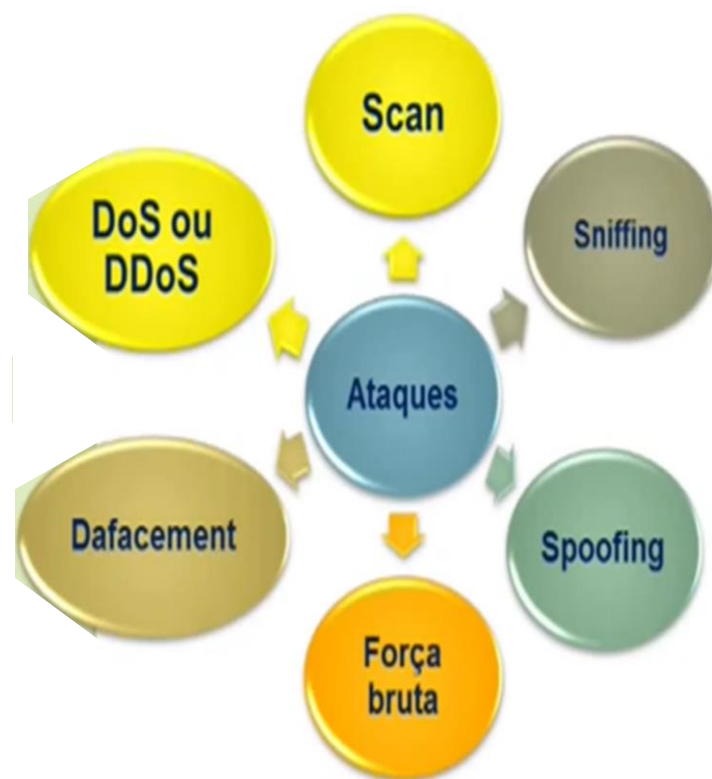 Scan
DoS ou
DDoS
Sniffing
Ataques
Dafacement
Spoofing
Força
bruta